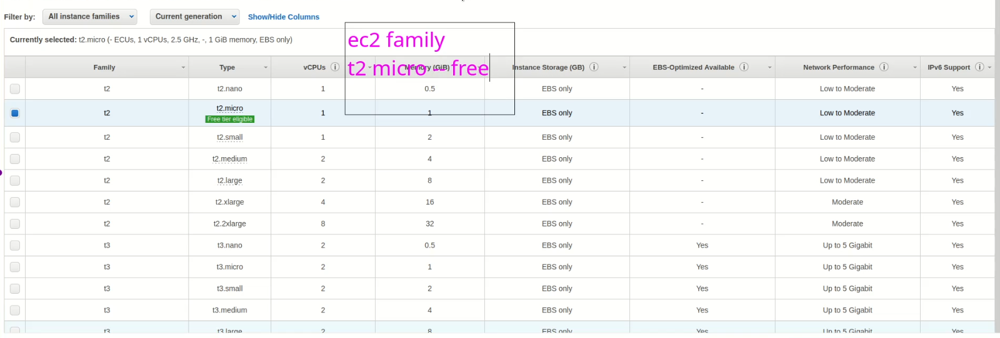 Filter by: All instance families Current generation Show/Hide Columns
Currently selected: t2.micro (- ECUs, 1 vCPUs, 2.5 GHz, -, 1 GiB memory, EBS only)
ec2 family
t2 micro -- free
Family Type vCPUs Memory (GiB) Instance Storage (GB) EBS-Optimized Available Network Performance IPv6 Support
t2 t2.nano 1 0.5 EBS only - Low to Moderate Yes
t2 t2.micro 1 1 EBS only - Low to Moderate Yes
Free tier eligible
t2 t2.small 1 2 EBS only - Low to Moderate Yes
t2 t2.medium 2 4 EBS only - Low to Moderate Yes
t2 t2.large 2 8 EBS only - Low to Moderate Yes
t2 t2.xlarge 4 16 EBS only - Moderate Yes
t2 t2.2xlarge 8 32 EBS only - Moderate Yes
t3 t3.nano 2 0.5 EBS only Yes Up to 5 Gigabit Yes
t3 t3.micro 2 1 EBS only Yes Up to 5 Gigabit Yes
t3 t3.small 2 2 EBS only Yes Up to 5 Gigabit Yes
t3 t3.medium 2 4 EBS only Yes Up to 5 Gigabit Yes
t3 t3.large 2 8 EBS only Yes Up to 5 Gigabit Yes